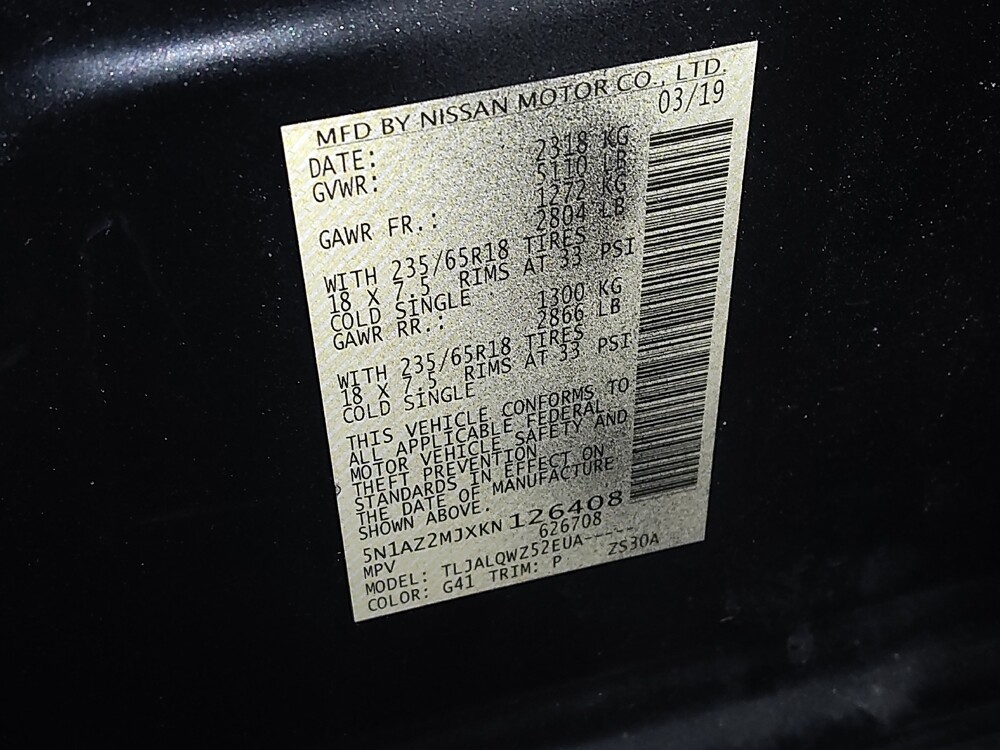 MFD BY NISSAN MOTOR CO., LTD.
DATE: 03/19
GVWR: 2318 KG
5110 LB
GAWR FR.: 1272 KG
2804 LB
WITH 235/65R18 TIRES
18 X 7.5 RIMS AT 33 PSI
COLD SINGLE
GAWR RR.: 1300 KG
2866 LB
WITH 235/65R18 TIRES
18 X 7.5 RIMS AT 33 PSI
COLD SINGLE
THIS VEHICLE CONFORMS TO
ALL APPLICABLE FEDERAL
MOTOR VEHICLE SAFETY AND
THEFT PREVENTION
STANDARDS IN EFFECT ON
THE DATE OF MANUFACTURE
SHOWN ABOVE.
5N1AZ2MJXKN126408
MPV 626708
MODEL: TLJALQWZ52EUA-----
COLOR: G41 TRIM: P ZS30A